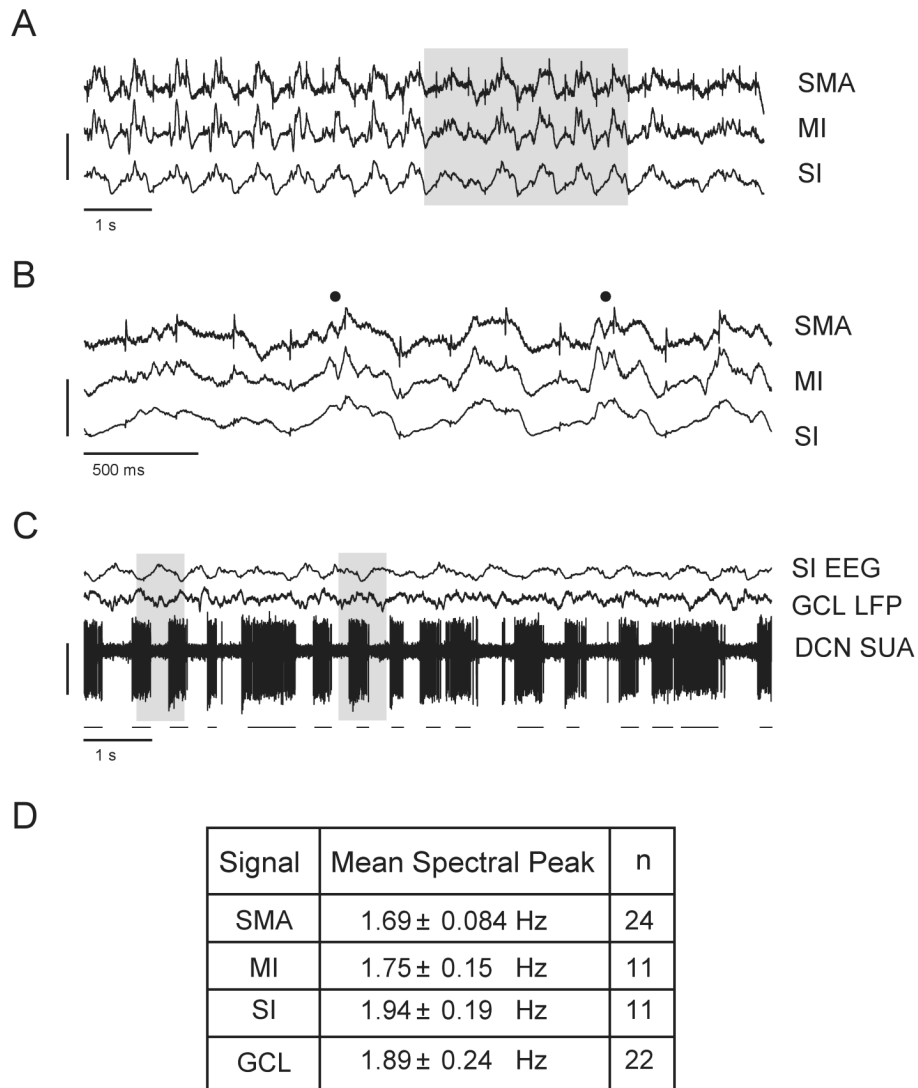 A
SMA
MI
SI
1 s
B
SMA
MI
SI
500 ms
C
SI EEG
GCL LFP
DCN SUA
1 s
D
Signal Mean Spectral Peak n
SMA 1.69 ± 0.084 Hz 24
MI 1.75 ± 0.15 Hz 11
SI 1.94 ± 0.19 Hz 11
GCL 1.89 ± 0.24 Hz 22